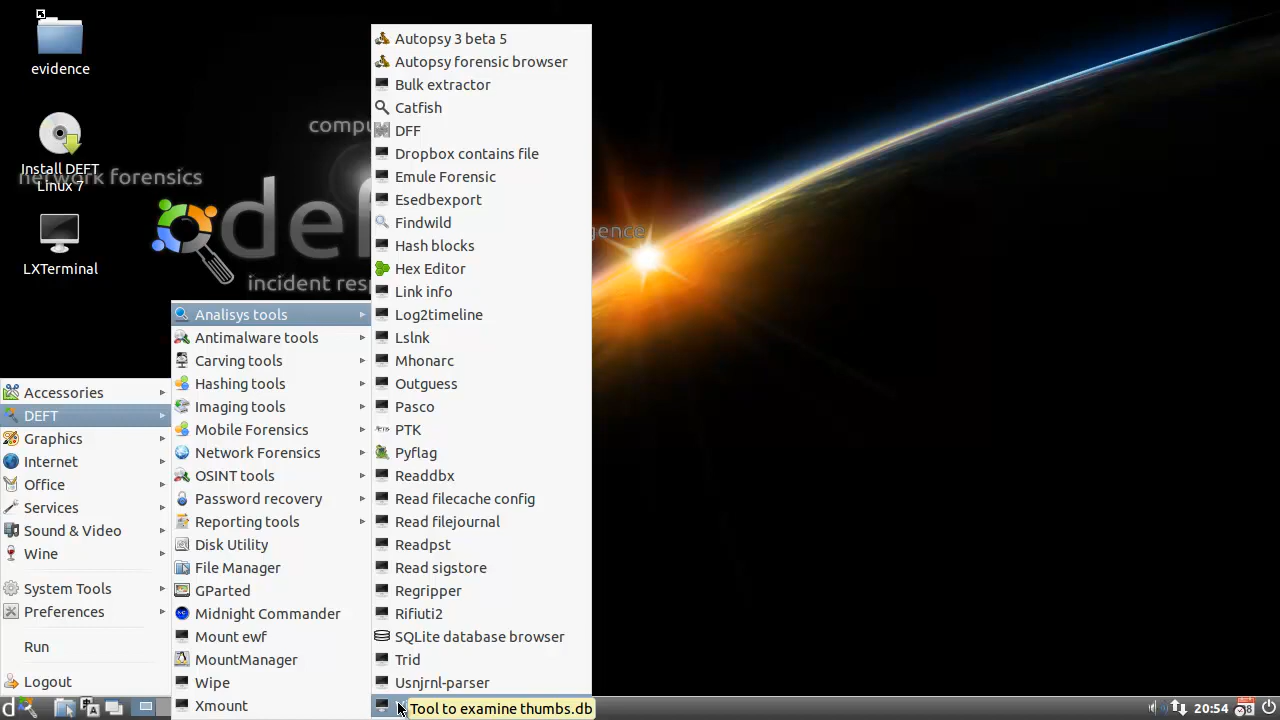 evidence
Install DEFT
Linux 7
LXTerminal
compu
network forensics
def
gence
incident res
Accessories
DEFT
Graphics
Internet
Office
Services
Sound & Video
Wine
System Tools
Preferences
Run
Logout
Analisys tools
Antimalware tools
Carving tools
Hashing tools
Imaging tools
Mobile Forensics
Network Forensics
OSINT tools
Password recovery
Reporting tools
Disk Utility
File Manager
GParted
Midnight Commander
Mount ewf
MountManager
Wipe
Xmount
Autopsy 3 beta 5
Autopsy forensic browser
Bulk extractor
Catfish
DFF
Dropbox contains file
Emule Forensic
Esedbexport
Findwild
Hash blocks
Hex Editor
Link info
Log2timeline
Lslnk
Mhonarc
Outguess
Pasco
PTK
Pyflag
Readdbx
Read filecache config
Read filejournal
Readpst
Read sigstore
Regripper
Rifiuti2
SQLite database browser
Trid
Usnjrnl-parser
Tool to examine thumbs.db
20:54